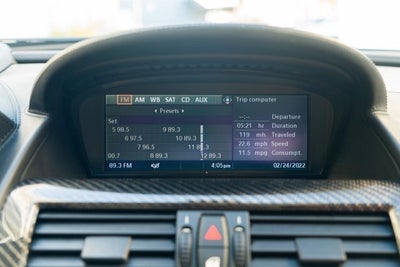 FM AM WB SAT CD AUX Trip computer
Presets
--:-- Departure
Set 05:21 hr Duration
5 98.5 8 89.3 119 mls Traveled
6 97.5 10 89.3 22.6 mph Speed
7 96.5 11 89.3 11.5 mpg Consumpt.
00.7 8 89.3 12 89.3
89.3 FM 4:05pm 02/24/2022